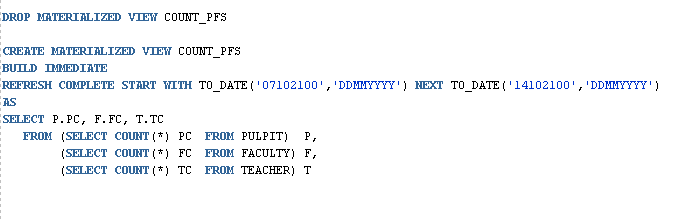 DROP MATERIALIZED VIEW COUNT_PFS
CREATE MATERIALIZED VIEW COUNT_PFS
BUILD IMMEDIATE
REFRESH COMPLETE START WITH TO_DATE('07102100','DDMMYYYY') NEXT TO_DATE('14102100','DDMMYYYY')
AS
SELECT P.PC, F.FC, T.TC
FROM (SELECT COUNT(*) PC FROM PULPIT) P,
(SELECT COUNT(*) FC FROM FACULTY) F,
(SELECT COUNT(*) TC FROM TEACHER) T